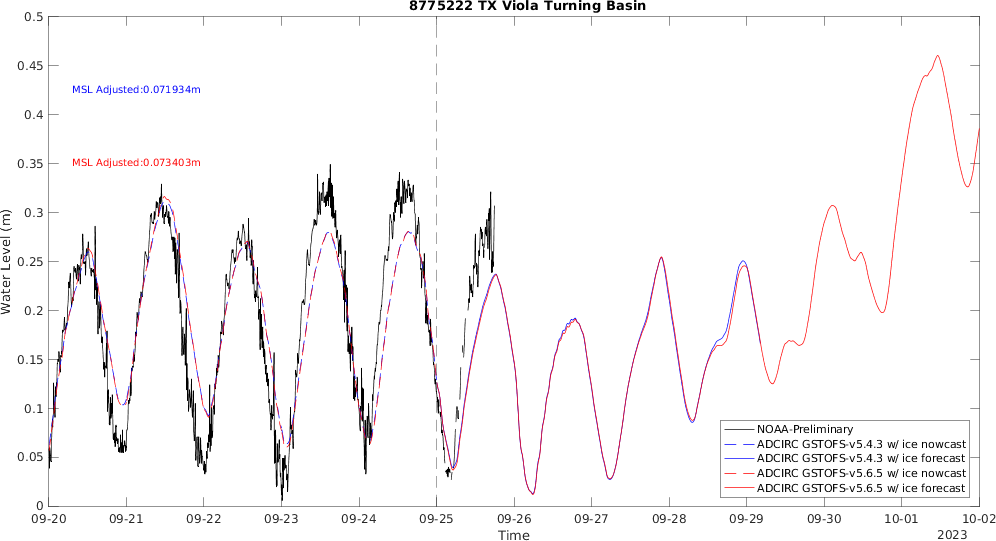 8775222 TX Viola Turning Basin
0.5
0.45
0.4
0.35
0.3
0.25
0.2
0.15
0.1
0.05
0
Water Level (m)
MSL Adjusted:0.071934m
MSL Adjusted:0.073403m
NOAA-Preliminary
ADCIRC GSTOFS-v5.4.3 w/ ice nowcast
ADCIRC GSTOFS-v5.4.3 w/ ice forecast
ADCIRC GSTOFS-v5.6.5 w/ ice nowcast
ADCIRC GSTOFS-v5.6.5 w/ ice forecast
09-20 09-21 09-22 09-23 09-24 09-25 09-26 09-27 09-28 09-29 09-30 10-01 10-02
Time
2023